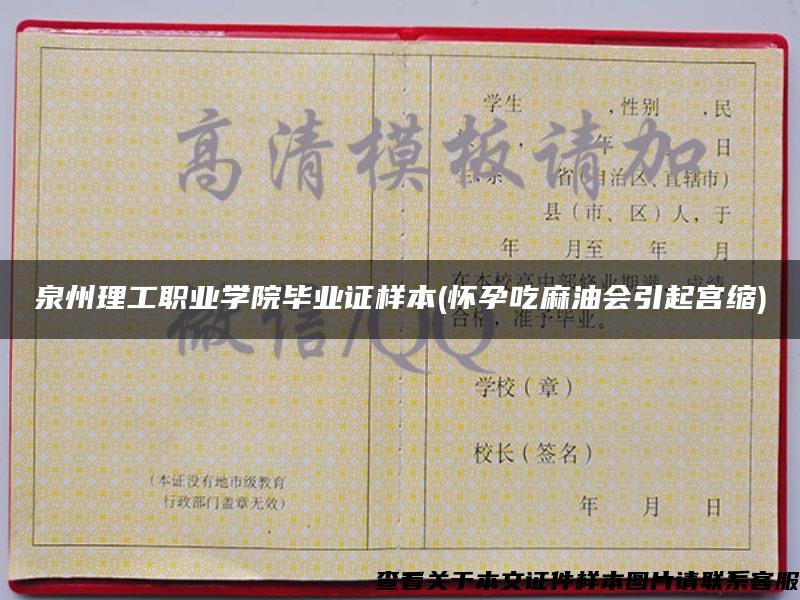 学生 ,性别 ,民
高清模板请加
, 年 日
省(自治区、直辖市)
县(市、区)人,于
年 月至 年 月
泉州理工职业学院毕业证样本(怀孕吃麻油会引起宫缩)
合格,准予毕业。
微信/QQ
学校(章)
校长(签名)
(本证没有地市级教育
行政部门盖章无效)
年 月 日
查看关于本文证件样本图片请联系客服